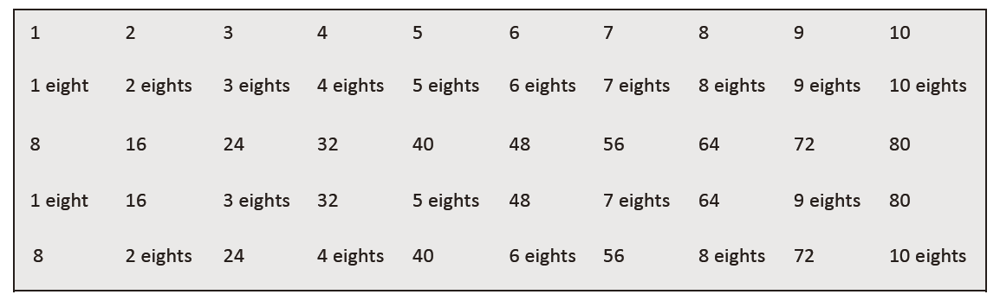 1 2 3 4 5 6 7 8 9 10
1 eight 2 eights 3 eights 4 eights 5 eights 6 eights 7 eights 8 eights 9 eights 10 eights
8 16 24 32 40 48 56 64 72 80
1 eight 16 3 eights 32 5 eights 48 7 eights 64 9 eights 80
8 2 eights 24 4 eights 40 6 eights 56 8 eights 72 10 eights